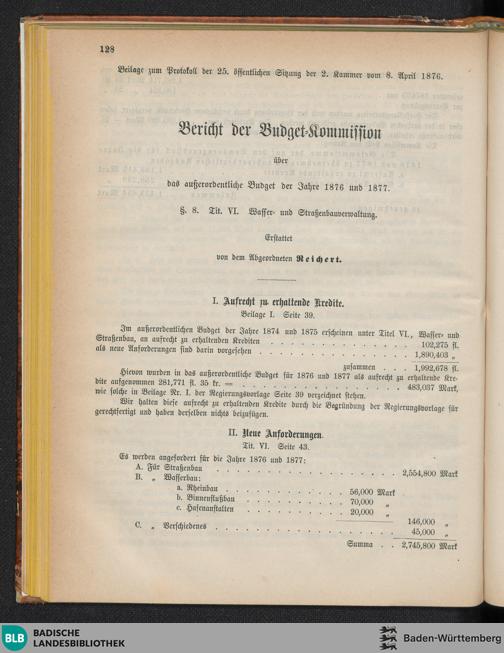 128
Beilage zum Protokoll der 25. öffentlichen Sitzung der 2. Kammer vom 8. April 1876.
Bericht der Budget-Kommission
über
das außerordentliche Budget der Jahre 1876 und 1877.
§. 8. Tit. VI. Wasser- und Straßenbauverwaltung.
Erstattet
von dem Abgeordneten Reichert.
I. Aufrecht zu erhaltende Kredite.
Beilage I. Seite 39.
Im außerordentlichen Budget der Jahre 1874 und 1875 erscheinen unter Titel VI., Wasser- und
Straßenbau, an aufrecht zu erhaltenden Krediten . . . 102,275 fl.
als neue Anforderungen sind darin vorgesehen . . . 1,890,403 „
zusammen . . 1,992,678 fl.
Hievon wurden in das außerordentliche Budget für 1876 und 1877 als aufrecht zu erhaltende Kre-
dite aufgenommen 281,771 fl. 35 kr. = . . . 483,037 Mark,
wie solche in Beilage Nr. I. der Regierungsvorlage Seite 39 verzeichnet stehen.
Wir halten diese aufrecht zu erhaltenden Kredite durch die Begründung der Regierungsvorlage für
gerechtfertigt und haben derselben nichts beizufügen.
II. Neue Anforderungen.
Tit. VI. Seite 43.
Es werden angefordert für die Jahre 1876 und 1877:
A. Für Straßenbau . . . 2,554,800 Mark
B. „ Wasserbau:
a. Rheinbau . . . 56,000 Mark
b. Binnenflußbau . . . 70,000 „
c. Hafenanstalten . . . 20,000 „
146,000 „
C. „ Verschiedenes . . . 45,000 „
Summa . . 2,745,800 Mark
BLB BADISCHE
LANDESBIBLIOTHEK
Baden-Württemberg